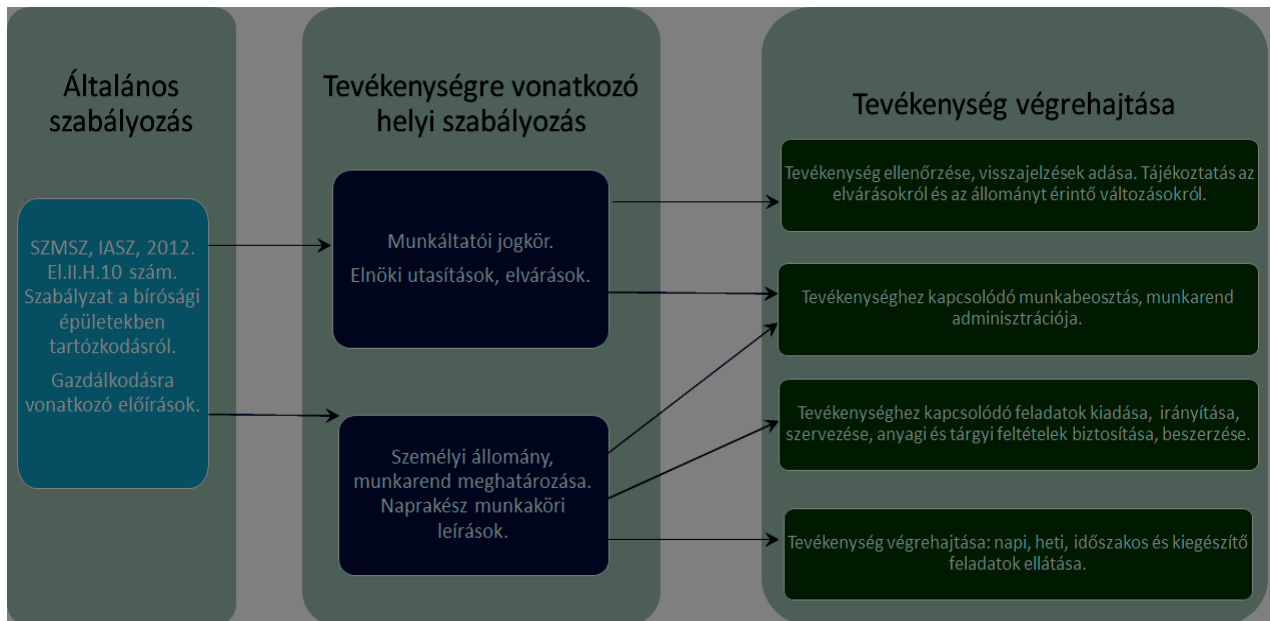 Általános
szabályozás
SZMSZ, IASZ, 2012.
El.II.H.10 szám.
Szabályzat a bírósági
épületekben
tartózkodásról.
Gazdálkodásra
vonatkozó előírások.
Tevékenységre vonatkozó
helyi szabályozás
Munkáltatói jogkör.
Elnöki utasítások, elvárások.
Személyi állomány,
munkarend meghatározása.
Naprakész munkaköri
leírások.
Tevékenység végrehajtása
Tevékenység ellenőrzése, visszajelzések adása. Tájékoztatás az
elvárásokról és az állományt érintő változásokról.
Tevékenységhez kapcsolódó munkabeosztás, munkarend
adminisztrációja.
Tevékenységhez kapcsolódó feladatok kiadása, irányítása,
szervezése, anyagi és tárgyi feltételek biztosítása, beszerzése.
Tevékenység végrehajtása: napi, heti, időszakos és kiegészítő
feladatok ellátása.